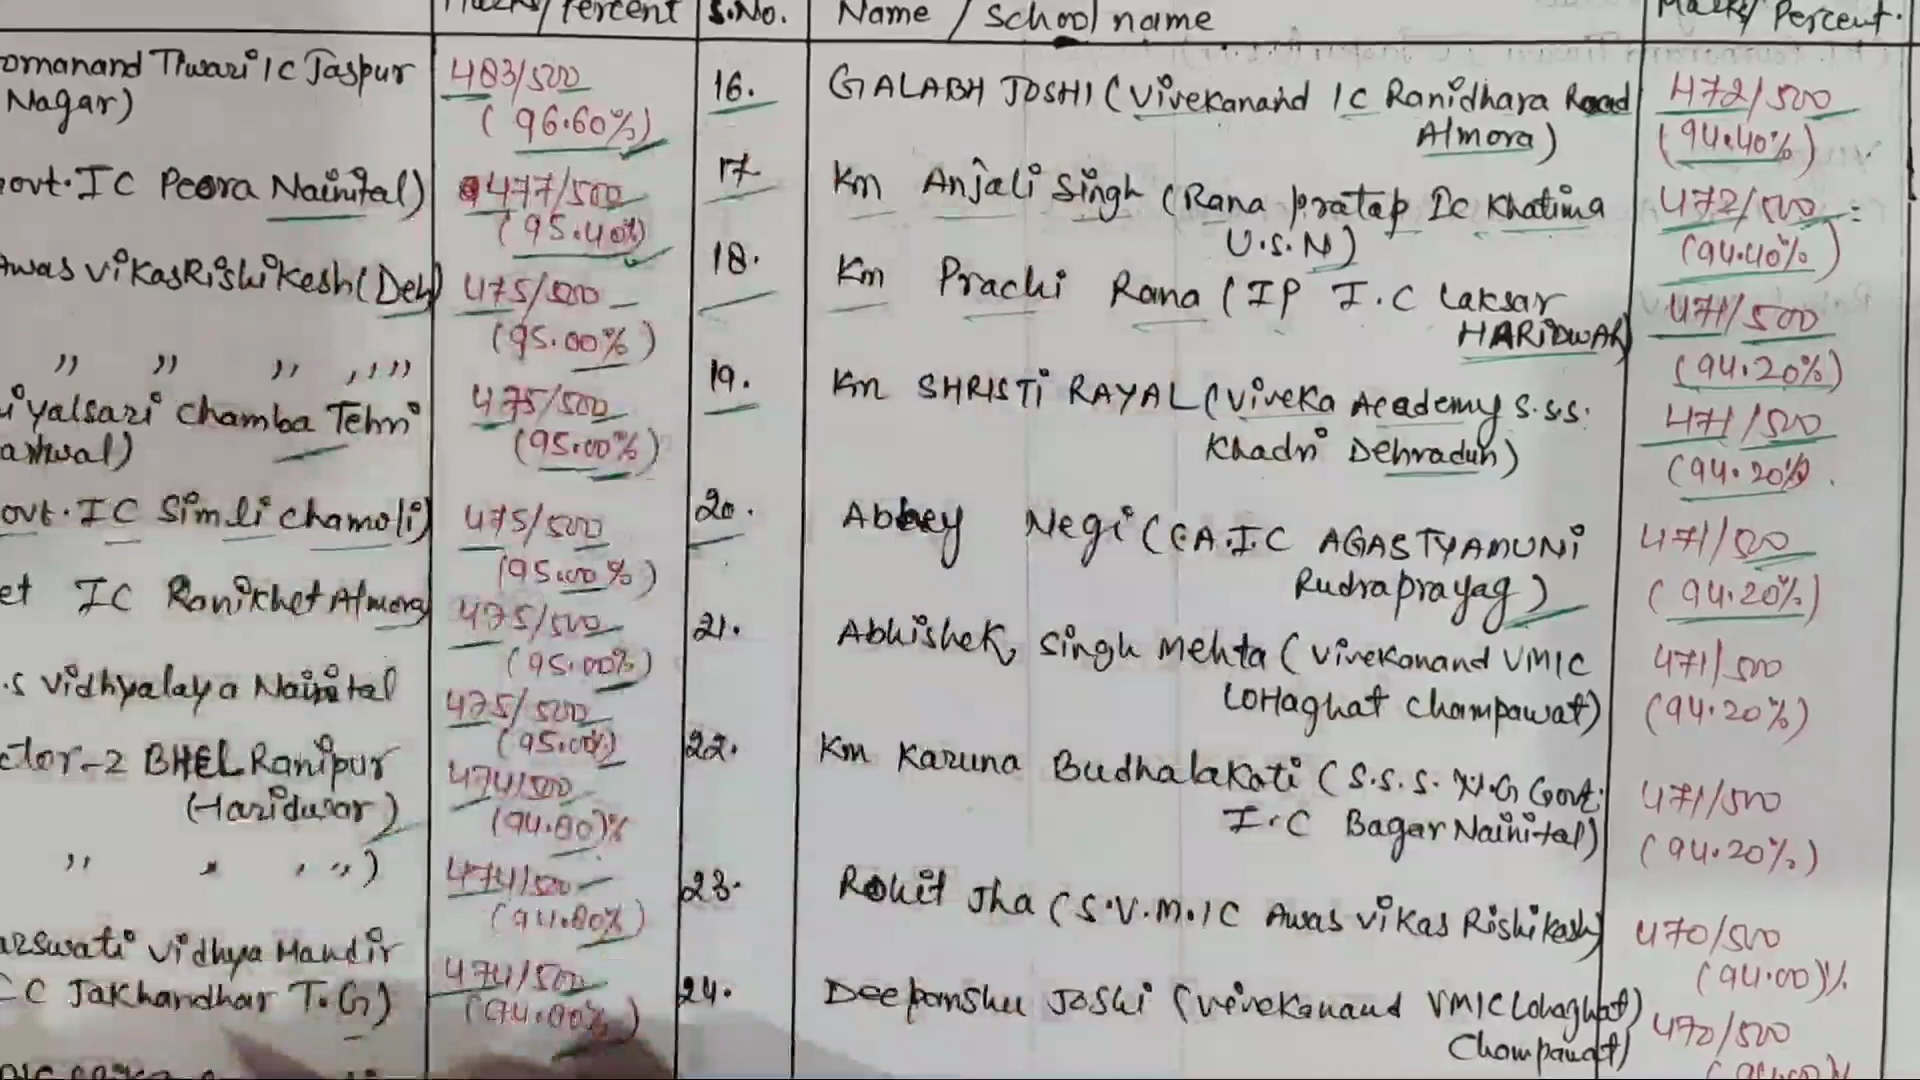 Marks/Percent S.No. Name / School name Marks/Percent.
omanand Tiwari IC Jaspur
Nagar)
483/500
(96.60%)
ovt. IC Peora Nainital)
477/500
(95.40%)
Awas vikas Rishikesh (Deh)
475/500
(95.00%)
" " " , , ,,
475/500
(95.00%)
iyalsari Chamba Tehri
arhwal)
ovt. IC Simli Chamoli)
475/500
(95.00%)
et IC Ranikhet Almora)
475/500
(95.00%)
.s Vidhyalaya Nainital
475/500
(95.00%)
ctor-2 BHEL Ranipur
(Haridwar)
474/500
(94.80)%
474/500
(94.80%)
arswati Vidhya Mandir
IC Jakhandhar T.G)
474/500
(94.80%)
16. GALABH JOSHI (Vivekanand IC Ranidhara Road
Almora)
472/500
(94.40%)
17. Km Anjali Singh (Rana pratap Ic Khatima
U.S.N)
472/500
(94.40%)
18. Km Prachi Rana (IP I.C Laksar
HARIDWAR)
471/500
(94.20%)
19. Km SHRISTI RAYAL (Viveka Academy S.S.S.
Khadri Dehradun)
471/500
(94.20%)
20. Abhey Negi (G.A.I.C AGASTYAMUNI
Rudraprayag)
471/500
(94.20%)
21. Abhishek Singh Mehta (Vivekanand VMIC
LOHaghat Champawat)
471/500
(94.20%)
22. Km Karuna Budhalakati (S.S.S. N.G Govt.
I.C Bagar Nainital)
471/500
(94.20%)
23. Rohit Jha (S.V.M.IC Awas Vikas Rishikesh)
470/500
(94.00)%
24. Deepanshu Joshi (Vivekanand VMIC Lohaghat)
Champawat)
470/500